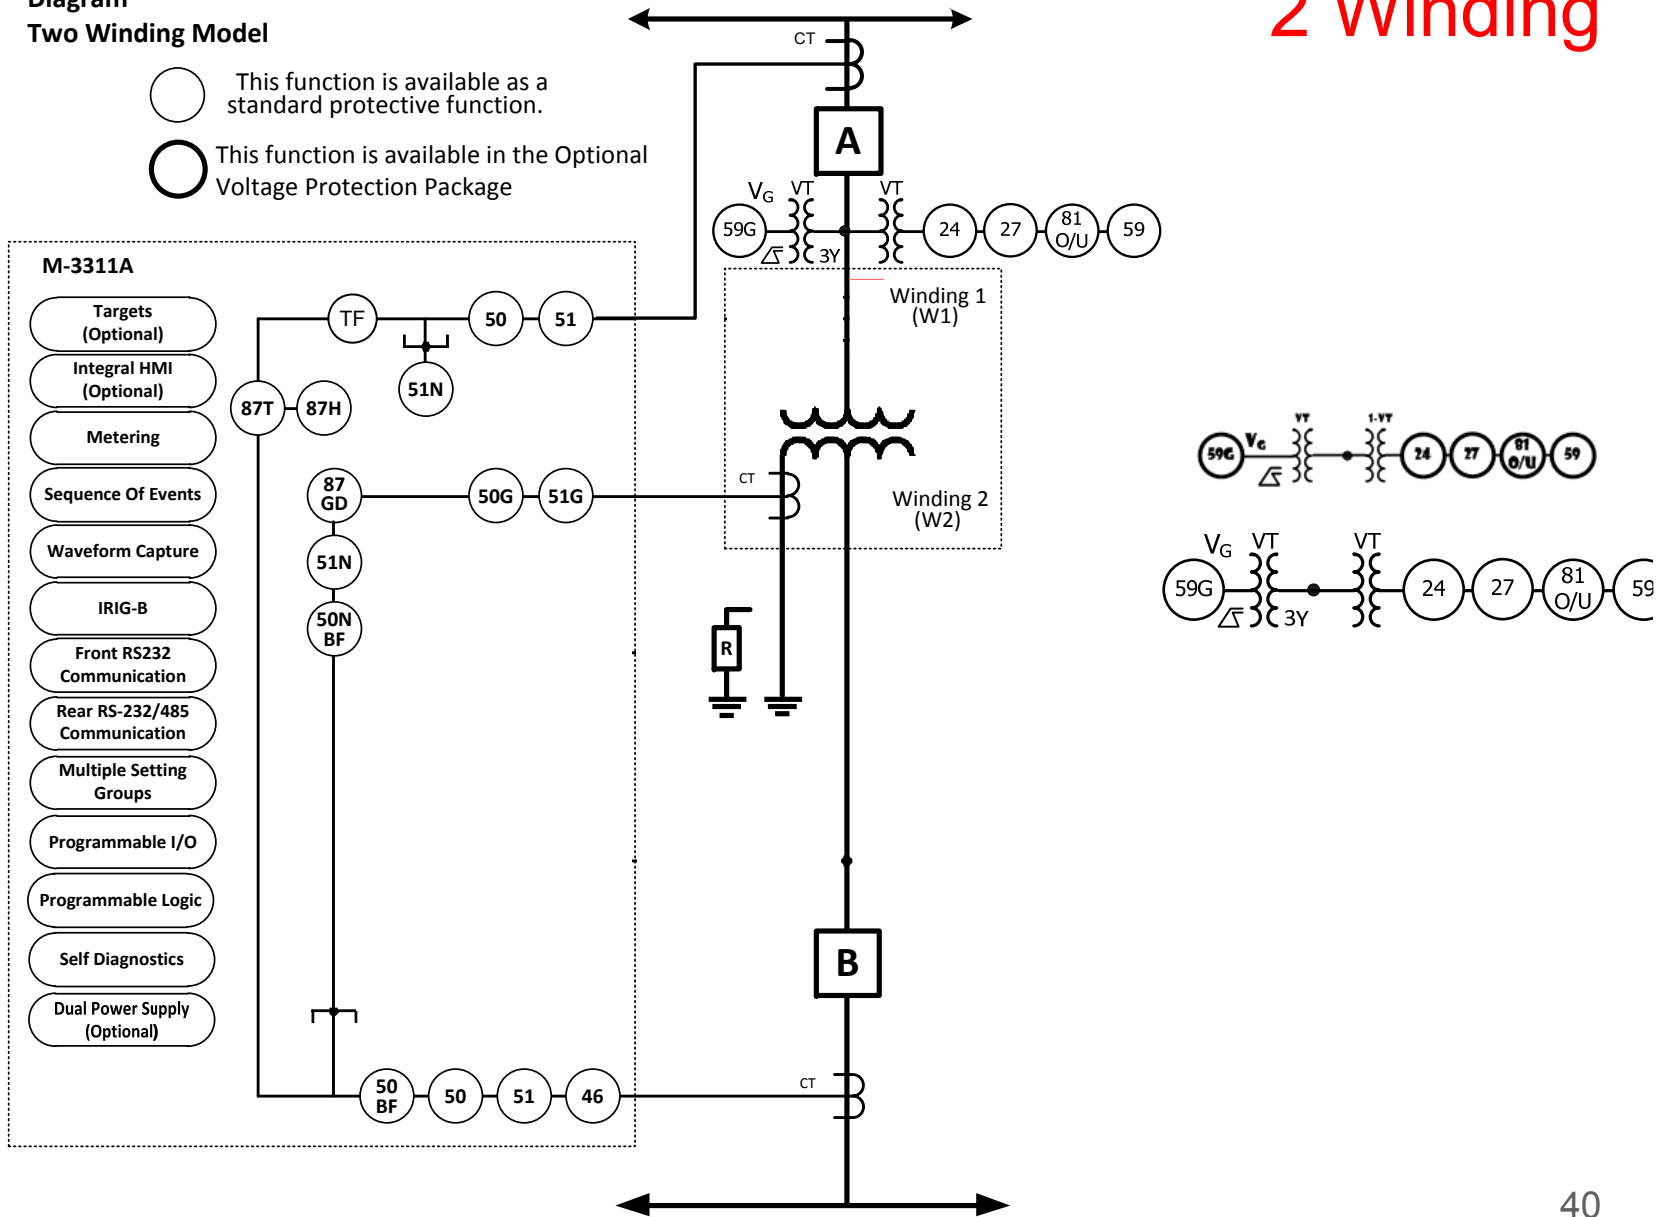 Diagram
Two Winding Model
2 Winding
This function is available as a
standard protective function.
This function is available in the Optional
Voltage Protection Package
CT
A
VG
VT
VT
59G
3Y
24
27
81
O/U
59
M-3311A
Targets
(Optional)
Integral HMI
(Optional)
Metering
Sequence Of Events
Waveform Capture
IRIG-B
Front RS232
Communication
Rear RS-232/485
Communication
Multiple Setting
Groups
Programmable I/O
Programmable Logic
Self Diagnostics
Dual Power Supply
(Optional)
TF
50
51
51N
87T
87H
87
GD
50G
51G
51N
50N
BF
50
BF
50
51
46
Winding 1
(W1)
CT
Winding 2
(W2)
R
B
CT
59G
VG
VT
1-VT
24
27
81
O/U
59
VG
VT
VT
59G
3Y
24
27
81
O/U
59
40